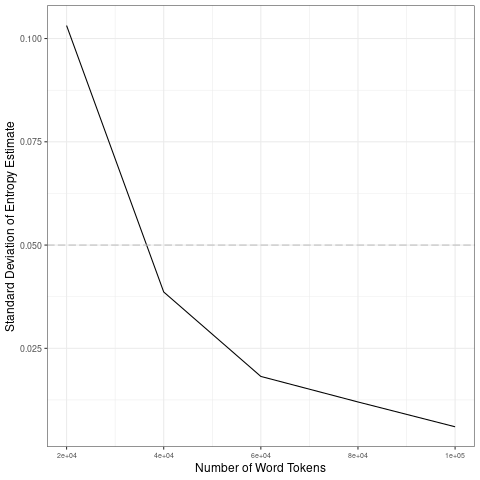 Standard Deviation of Entropy Estimate
0.100
0.075
0.050
0.025
2e+04 4e+04 6e+04 8e+04 1e+05
Number of Word Tokens